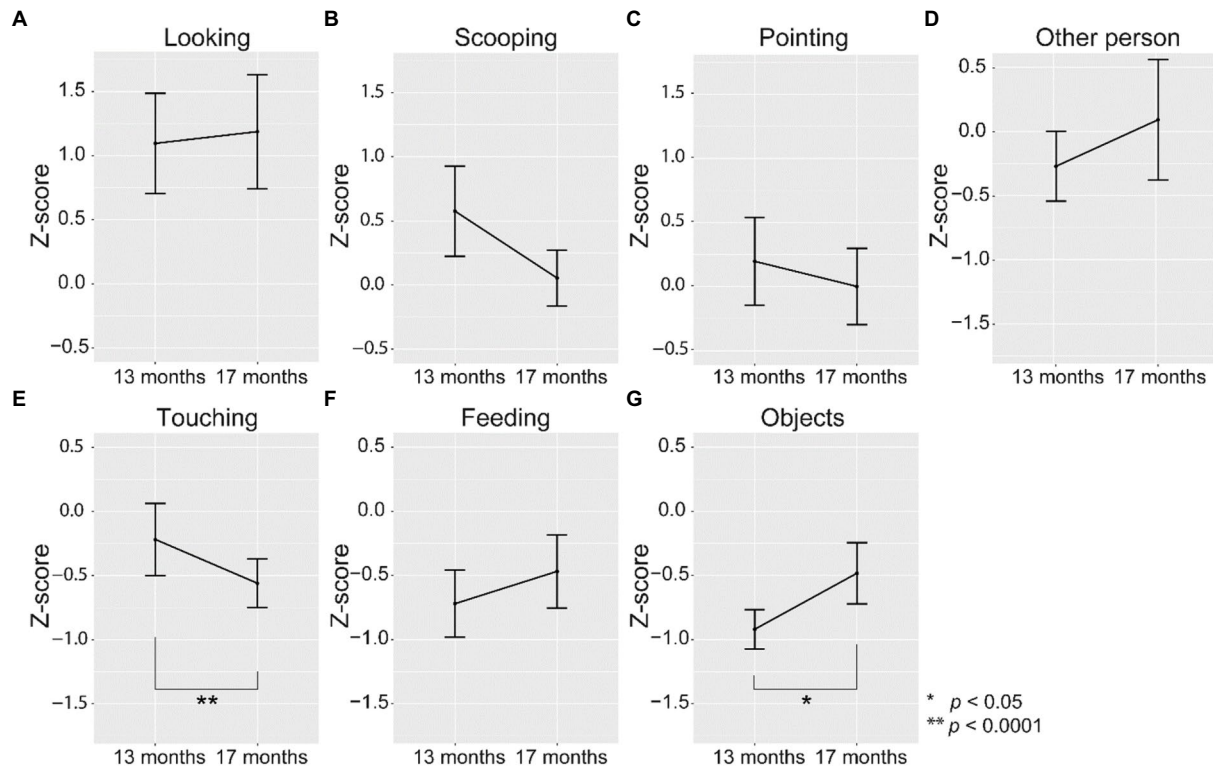 A
Looking
Z-score
1.5
1.0
0.5
0.0
−0.5
13 months 17 months
B
Scooping
Z-score
1.5
1.0
0.5
0.0
−0.5
13 months 17 months
C
Pointing
Z-score
1.5
1.0
0.5
0.0
−0.5
13 months 17 months
D
Other person
Z-score
0.5
0.0
−0.5
−1.0
−1.5
13 months 17 months
E
Touching
Z-score
0.5
0.0
−0.5
−1.0
−1.5
**
13 months 17 months
F
Feeding
Z-score
0.5
0.0
−0.5
−1.0
−1.5
13 months 17 months
G
Objects
Z-score
0.5
0.0
−0.5
−1.0
−1.5
*
13 months 17 months
* p < 0.05
** p < 0.0001